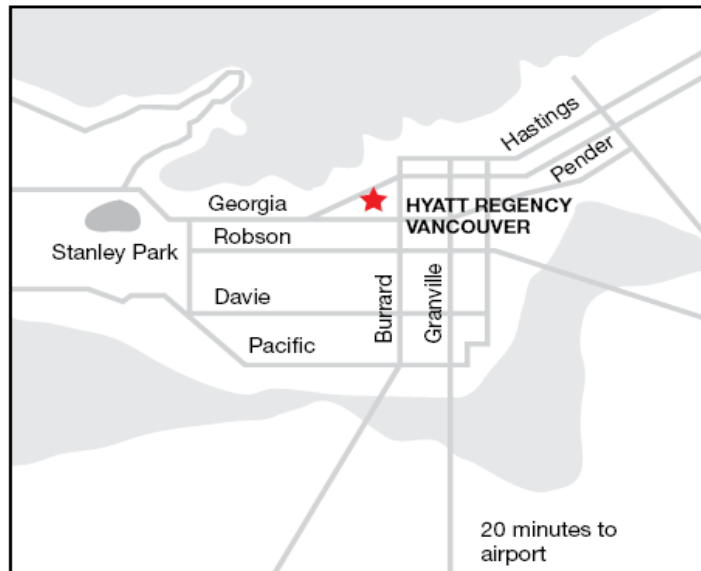 Hastings
Pender
Georgia
HYATT REGENCY
VANCOUVER
Robson
Stanley Park
Davie
Burrard
Granville
Pacific
20 minutes to
airport